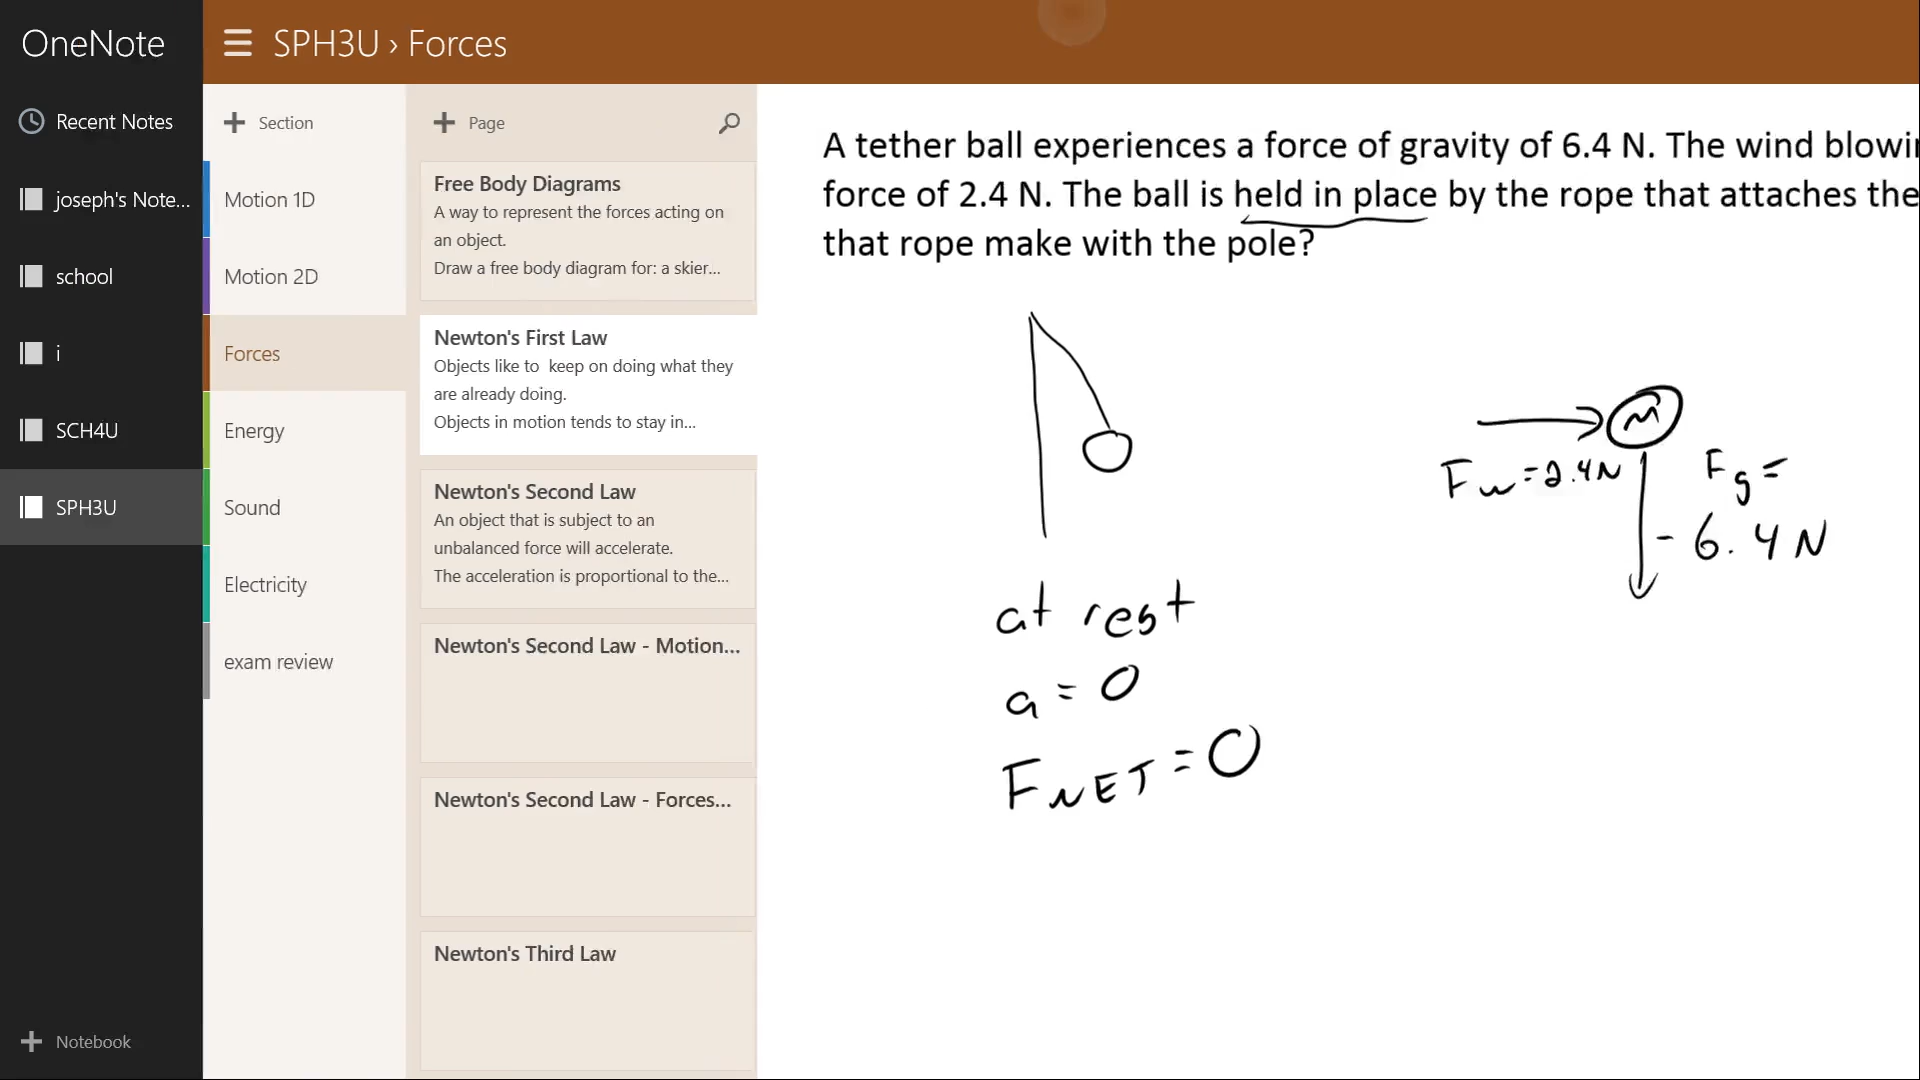 OneNote
Recent Notes
joseph's Note...
school
i
SCH4U
SPH3U
Notebook
SPH3U › Forces
Section
Motion 1D
Motion 2D
Forces
Energy
Sound
Electricity
exam review
Page
Free Body Diagrams
A way to represent the forces acting on
an object.
Draw a free body diagram for: a skier...
Newton's First Law
Objects like to  keep on doing what they
are already doing.
Objects in motion tends to stay in...
Newton's Second Law
An object that is subject to an
unbalanced force will accelerate.
The acceleration is proportional to the...
Newton's Second Law - Motion...
Newton's Second Law - Forces...
Newton's Third Law
A tether ball experiences a force of gravity of 6.4 N. The wind blowi
force of 2.4 N. The ball is held in place by the rope that attaches the
that rope make with the pole?
at rest
a = 0
FNET = 0
M
Fw = 2.4N
Fg =
- 6.4 N